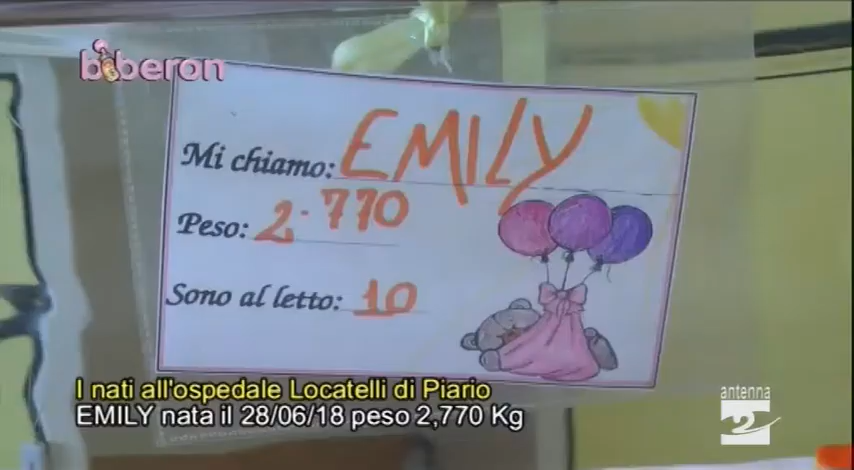 biberon
Mi chiamo: EMILY
Peso: 2.770
Sono al letto: 10
I nati all'ospedale Locatelli di Piario
EMILY nata il 28/06/18 peso 2,770 Kg
antenna
2